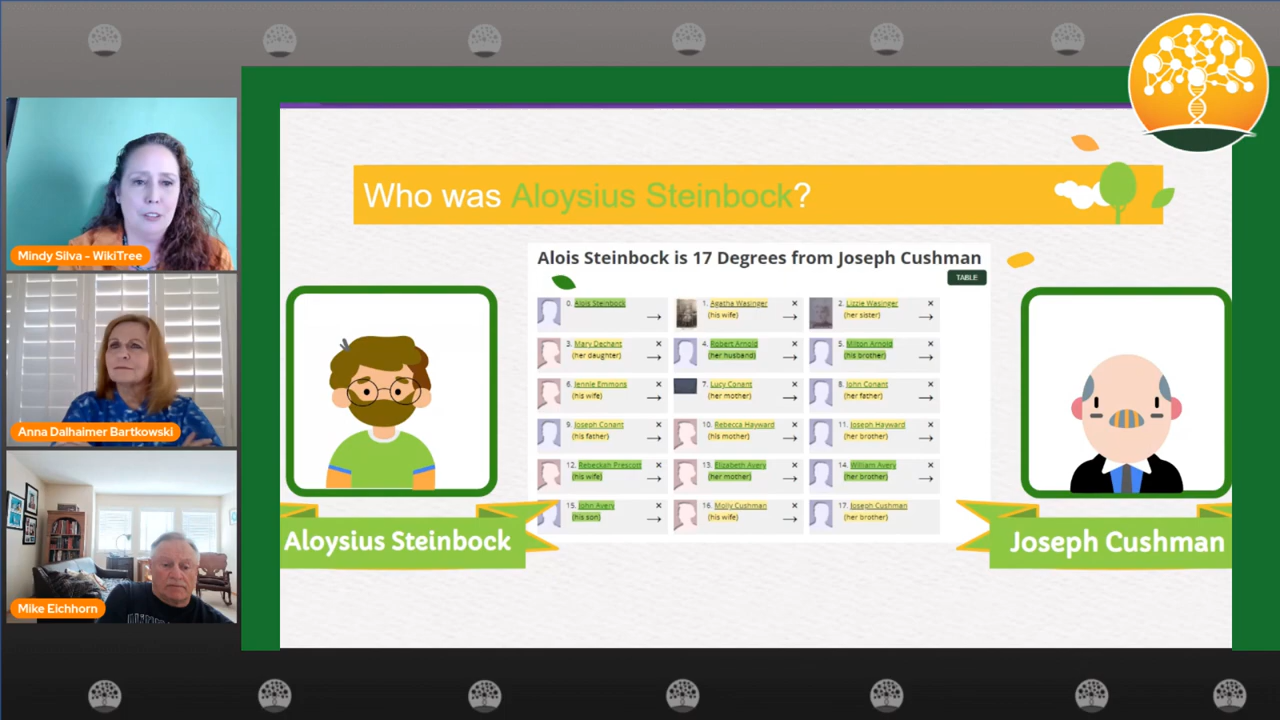 Who was Aloysius Steinbock?
Alois Steinbock is 17 Degrees from Joseph Cushman
TABLE
0. Alois Steinbock
1. Agatha Wasinger
(his wife)
2. Lizzie Wasinger
(her sister)
3. Mary Dechant
(her daughter)
4. Robert Arnold
(her husband)
5. Milton Arnold
(his brother)
6. Jennie Emmons
(his wife)
7. Lucy Conant
(her mother)
8. John Conant
(her father)
9. Joseph Conant
(his father)
10. Rebecca Hayward
(his mother)
11. Joseph Hayward
(her brother)
12. Rebeckah Prescott
(his wife)
13. Elizabeth Avery
(her mother)
14. William Avery
(her brother)
15. John Avery
(his son)
16. Molly Cushman
(his wife)
17. Joseph Cushman
(her brother)
Aloysius Steinbock
Joseph Cushman
Mindy Silva - WikiTree
Anna Dalhaimer Bartkowski
Mike Eichhorn